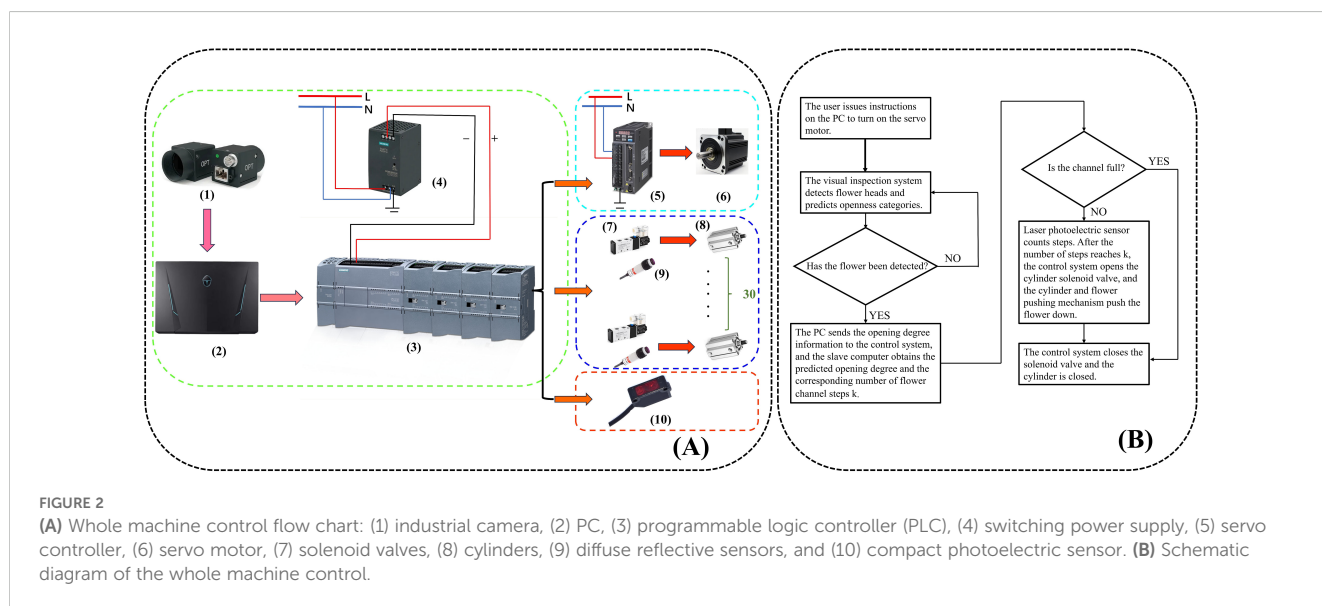 L
N
L
N
−
+
OPT
OPT
(1)
(4)
(5)
(6)
(7)
(8)
(9)
30
(2)
(3)
(10)
(A)
The user issues instructions
on the PC to turn on the servo
motor.
The visual inspection system
detects flower heads and
predicts openness categories.
Has the flower been detected?
NO
YES
The PC sends the opening degree
information to the control system,
and the slave computer obtains the
predicted opening degree and the
corresponding number of flower
channel steps k.
Is the channel full?
YES
NO
Laser photoelectric sensor
counts steps. After the
number of steps reaches k,
the control system opens the
cylinder solenoid valve, and
the cylinder and flower
pushing mechanism push the
flower down.
The control system closes the
solenoid valve and the
cylinder is closed.
(B)
FIGURE 2
(A) Whole machine control flow chart: (1) industrial camera, (2) PC, (3) programmable logic controller (PLC), (4) switching power supply, (5) servo
controller, (6) servo motor, (7) solenoid valves, (8) cylinders, (9) diffuse reflective sensors, and (10) compact photoelectric sensor. (B) Schematic
diagram of the whole machine control.